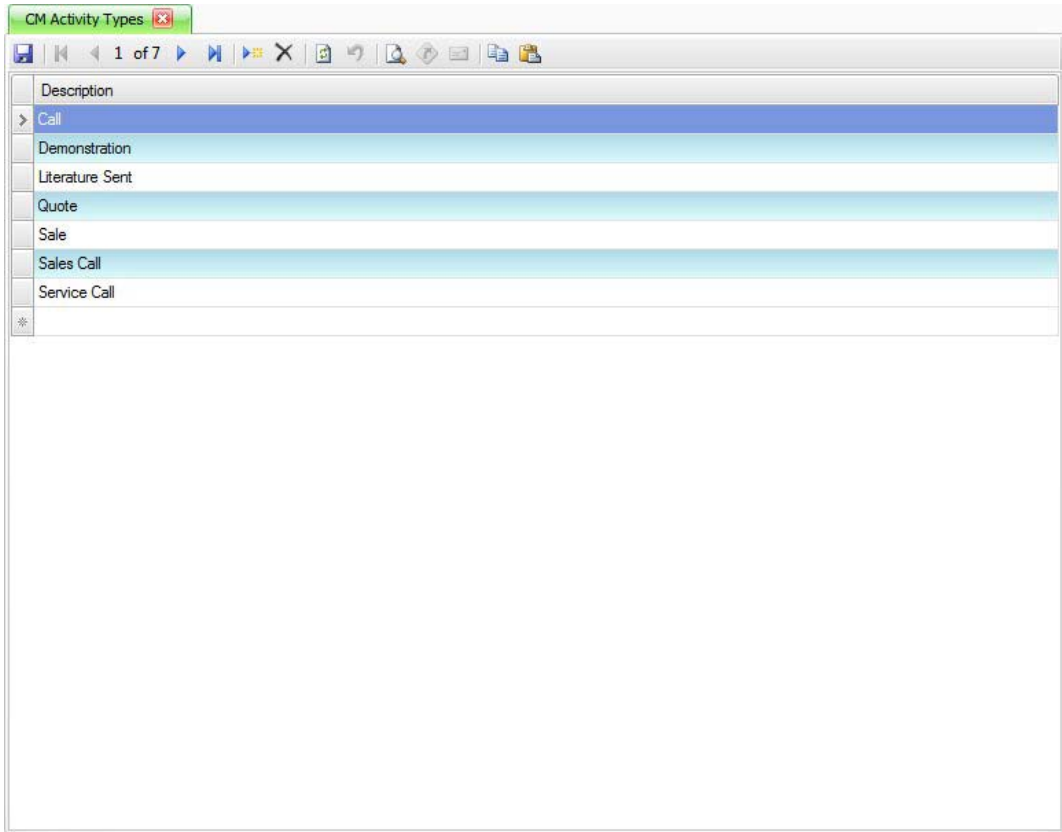 CM Activity Types
1 of 7
Description
Call
Demonstration
Literature Sent
Quote
Sale
Sales Call
Service Call